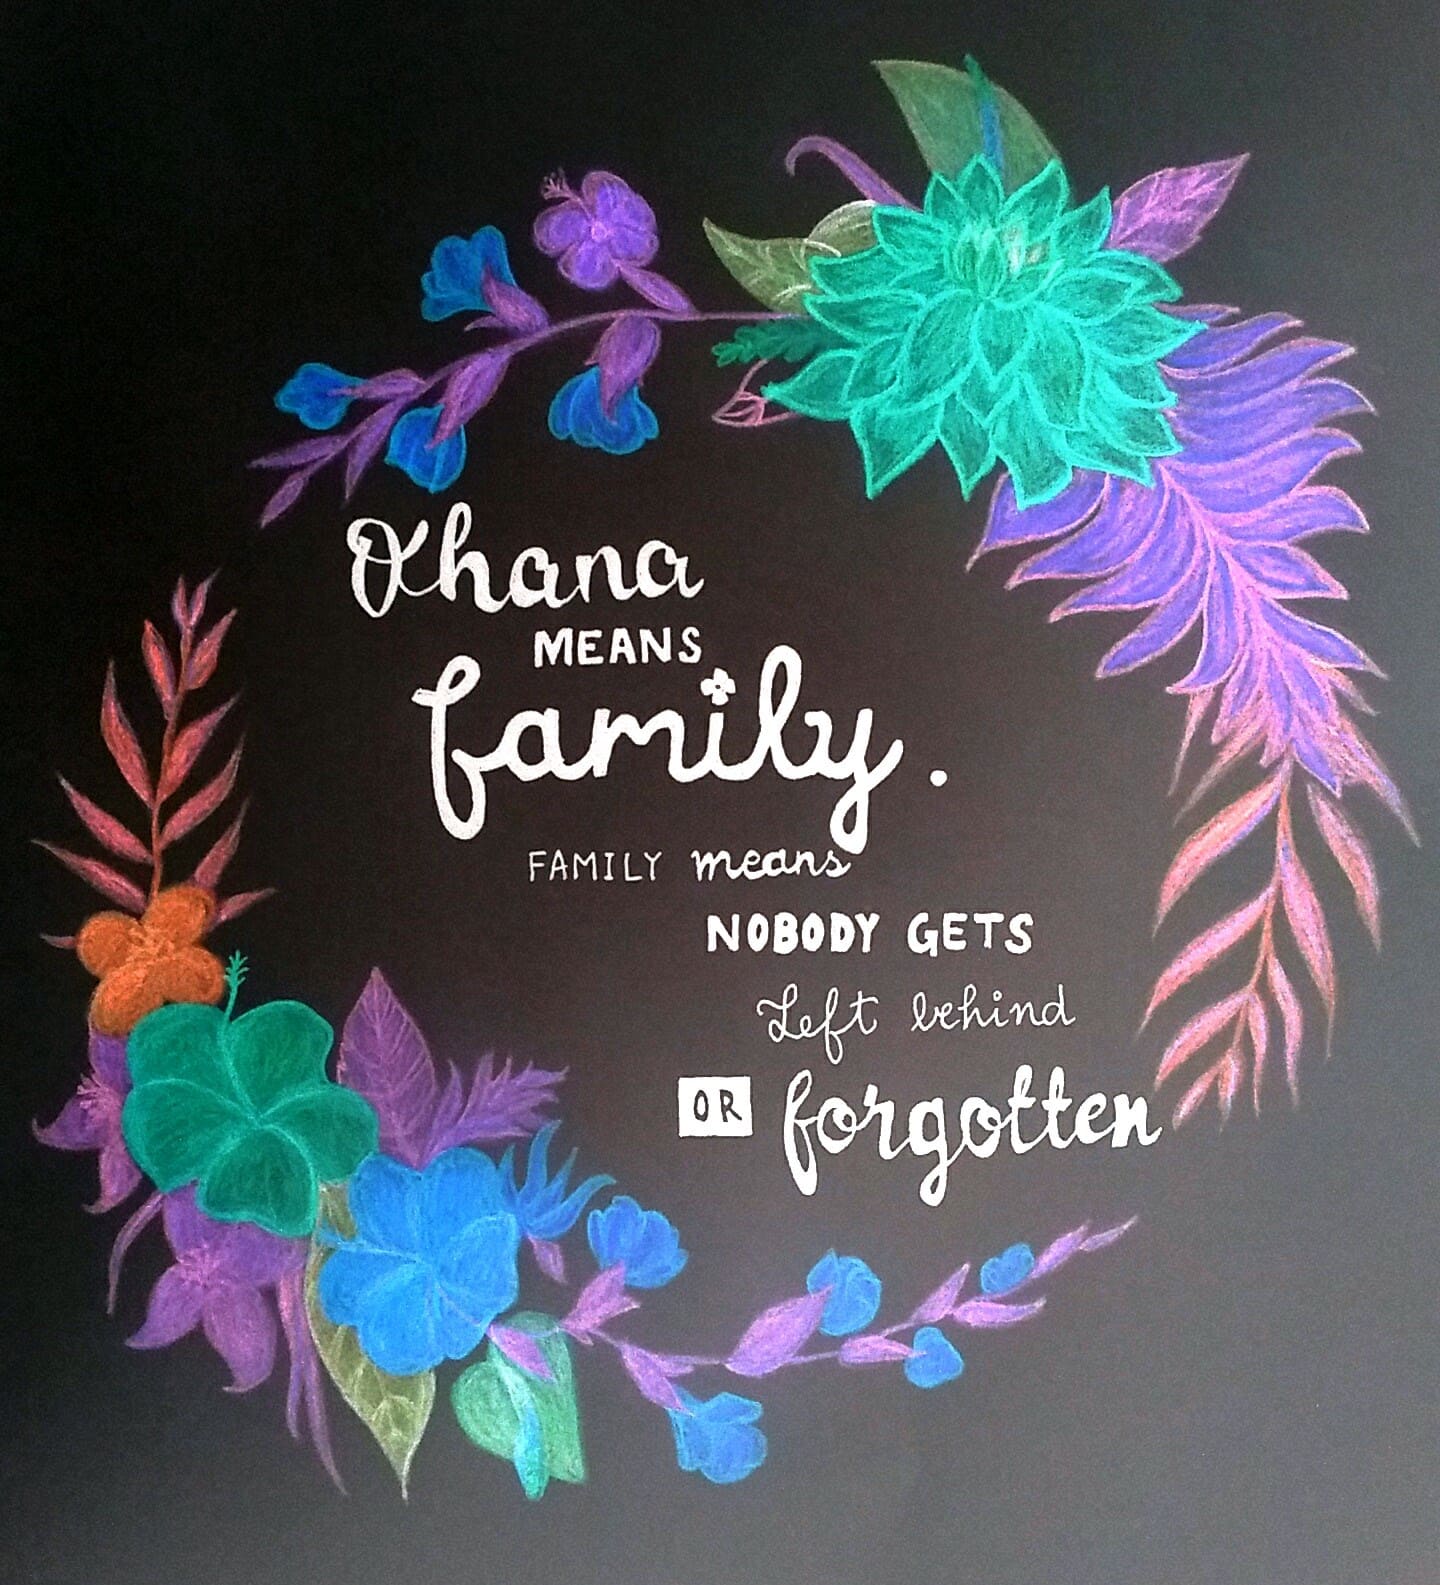 Ohana
MEANS
family.
FAMILY means
NOBODY GETS
Left behind
OR forgotten